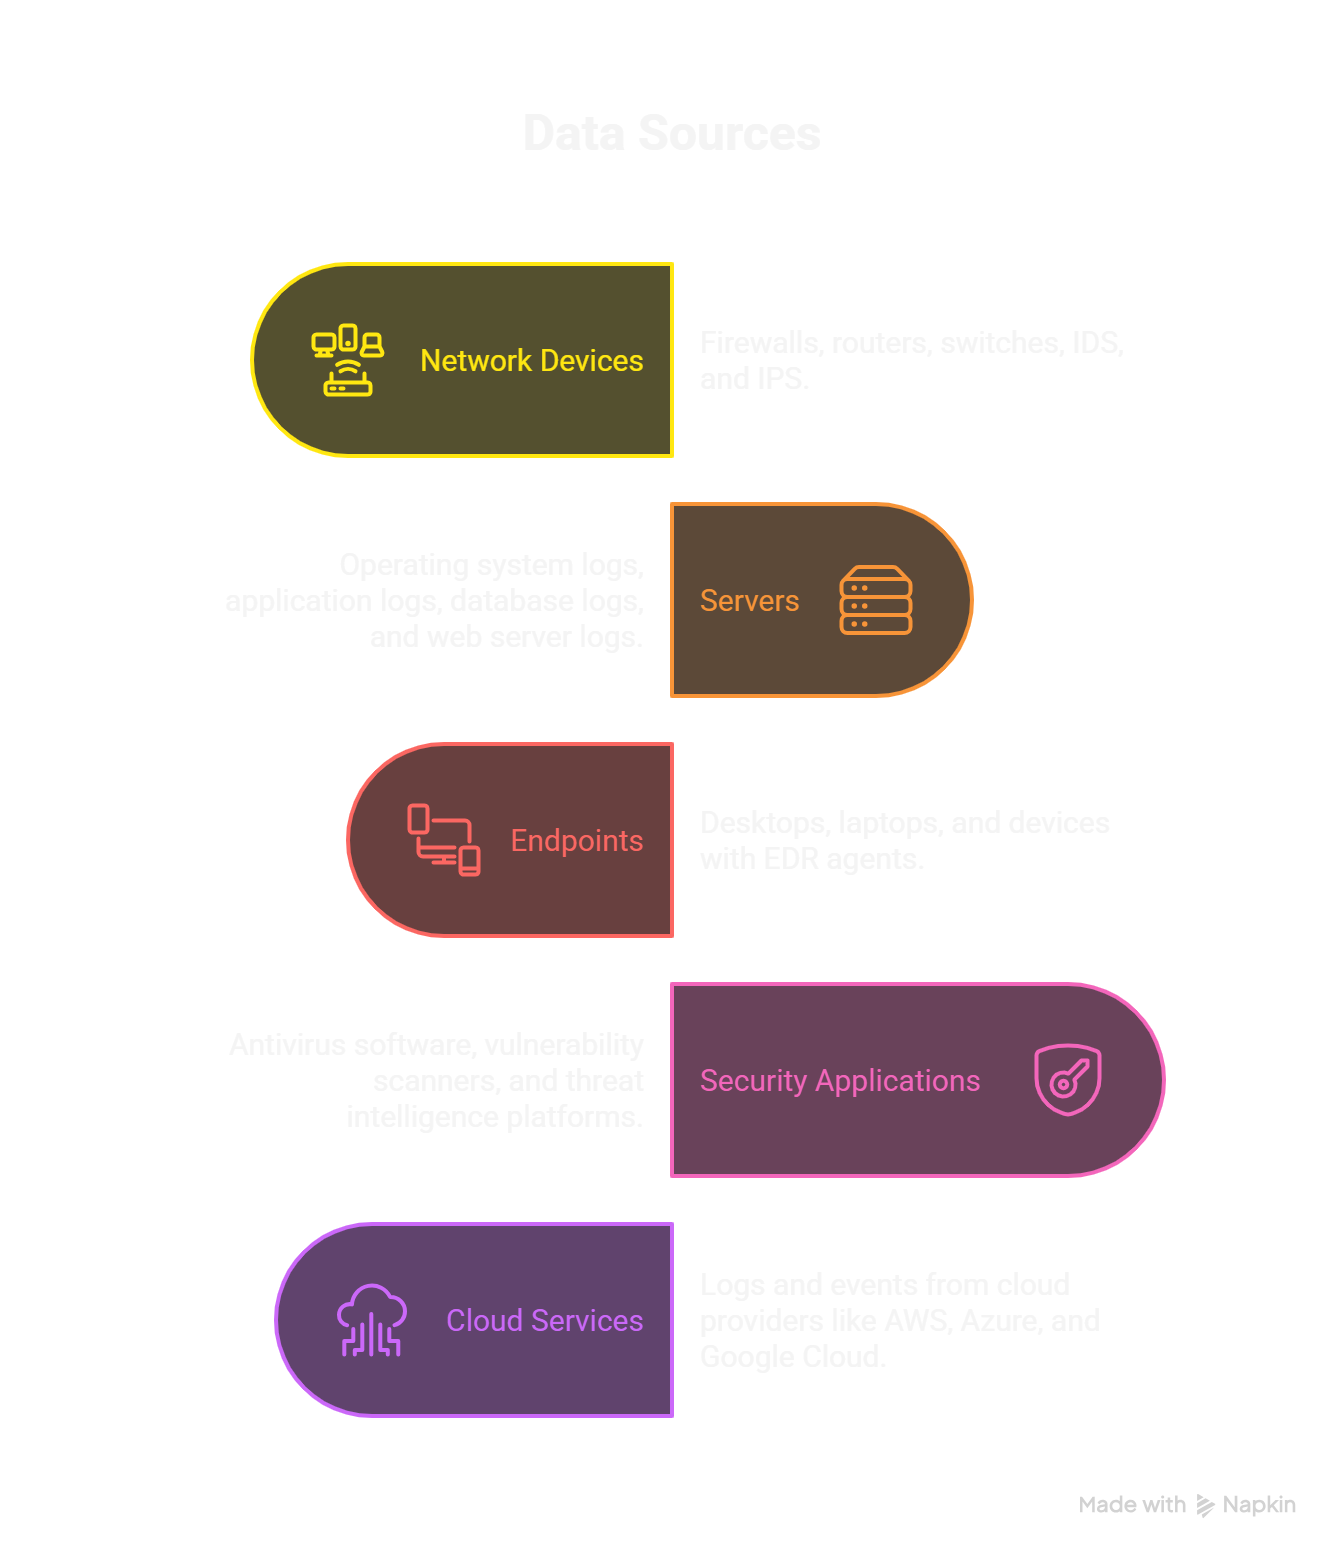 Data Sources
Network Devices
Firewalls, routers, switches, IDS,
and IPS.
Operating system logs,
application logs, database logs,
and web server logs.
Servers
Endpoints
Desktops, laptops, and devices
with EDR agents.
Antivirus software, vulnerability
scanners, and threat
intelligence platforms.
Security Applications
Cloud Services
Logs and events from cloud
providers like AWS, Azure, and
Google Cloud.
Made with Napkin